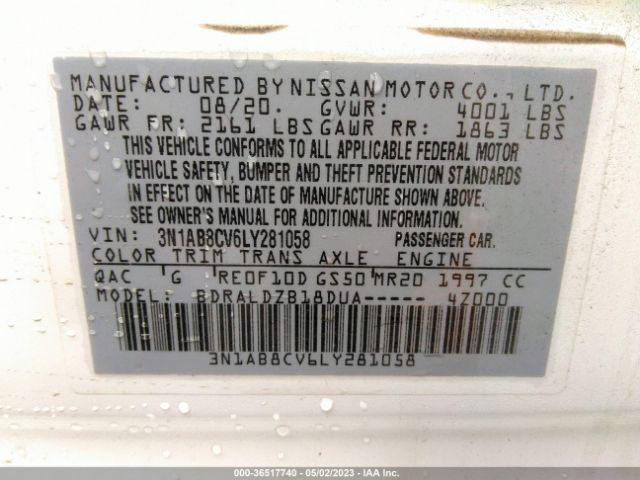 MANUFACTURED BY NISSAN MOTOR CO., LTD.
DATE: 08/20. GVWR: 4001 LBS
GAWR FR: 2161 LBS GAWR RR: 1863 LBS
THIS VEHICLE CONFORMS TO ALL APPLICABLE FEDERAL MOTOR
VEHICLE SAFETY, BUMPER AND THEFT PREVENTION STANDARDS
IN EFFECT ON THE DATE OF MANUFACTURE SHOWN ABOVE.
SEE OWNER'S MANUAL FOR ADDITIONAL INFORMATION.
VIN: 3N1AB8CV6LY281058 PASSENGER CAR.
COLOR TRIM TRANS AXLE ENGINE
QAC G RE0F10D GS50 MR20 1997 CC
MODEL: BDRALDZB18DUA----- 4Z000
3N1AB8CV6LY281058
000-36517740 - 05/02/2023 - IAA Inc.